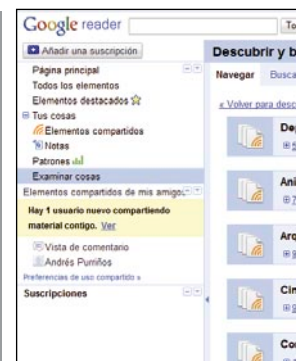 Google reader
To
Añadir una suscripción
Página principal
Todos los elementos
Elementos destacados
Tus cosas
Elementos compartidos
Notas
Patrones
Examinar cosas
Elementos compartidos de mis amigo
Hay 1 usuario nuevo compartiendo
material contigo. Ver
Vista de comentario
Andrés Purriños
Preferencias de uso compartido »
Suscripciones
Descubrir y b
Navegar Busca
« Volver para desc
Dep
Ani
Arq
Cin
Cor